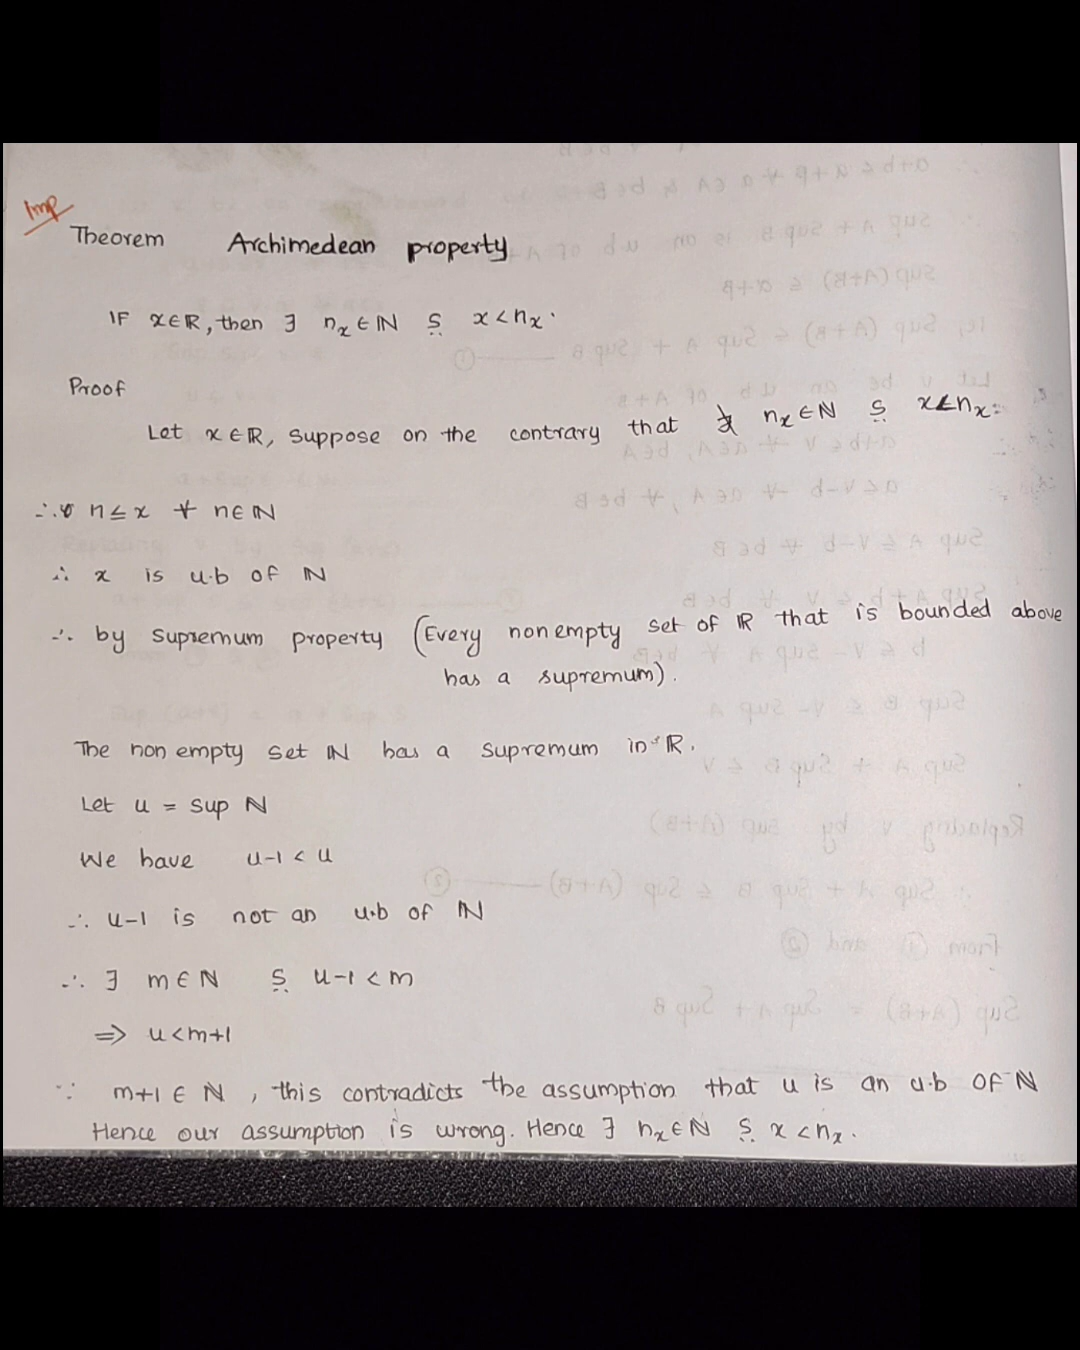 Imp
Theorem Archimedean property
IF x∈ℝ, then ∃ nₓ∈ℕ S̤ x<nₓ.
Proof
Let x∈ℝ, suppose on the contrary that ∄ nₓ∈ℕ S̤ x<nₓ.
∴ n≤x ∀ n∈ℕ
∴ x is u.b of ℕ
∴ by supremum property (Every nonempty set of ℝ that is bounded above
has a supremum).
The non empty set ℕ has a supremum in ℝ.
Let u = sup ℕ
We have u-1 < u
∴ u-1 is not an u.b of ℕ
∴ ∃ m∈ℕ S̤ u-1<m
⇒ u<m+1
∵ m+1 ∈ ℕ, this contradicts the assumption that u is an u.b OF ℕ
Hence our assumption is wrong. Hence ∃ nₓ∈ℕ S̤ x<nₓ.